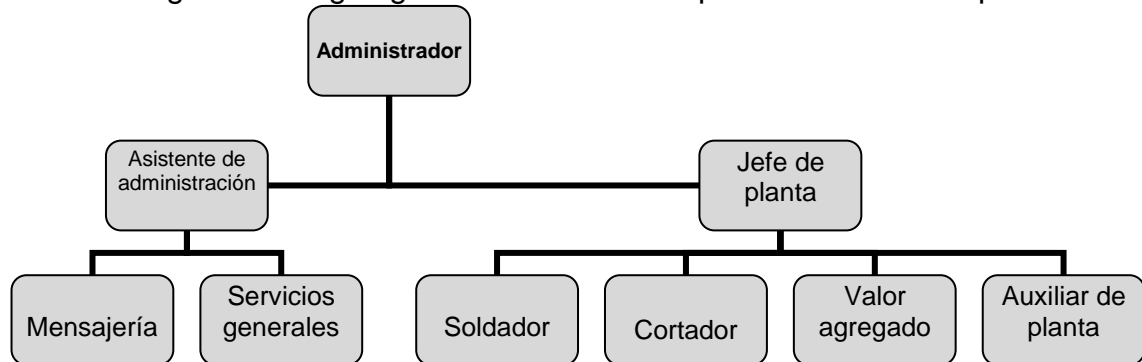 Administrador
Asistente de
administración
Jefe de
planta
Mensajería
Servicios
generales
Soldador
Cortador
Valor
agregado
Auxiliar de
planta